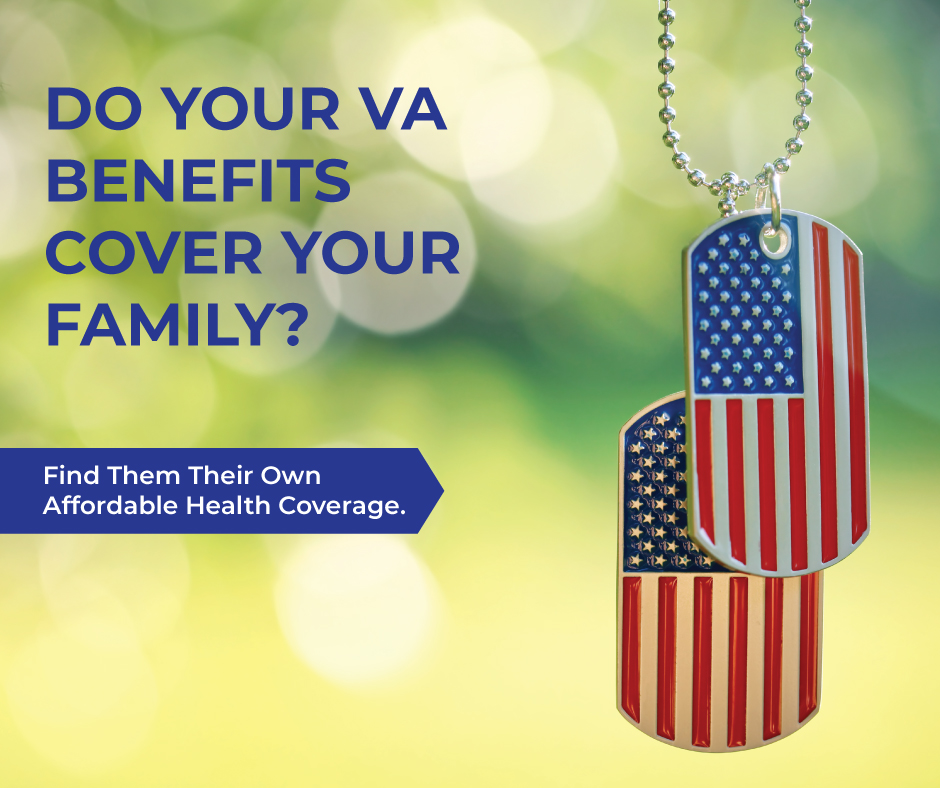 DO YOUR VA
BENEFITS
COVER YOUR
FAMILY?
Find Them Their Own
Affordable Health Coverage.